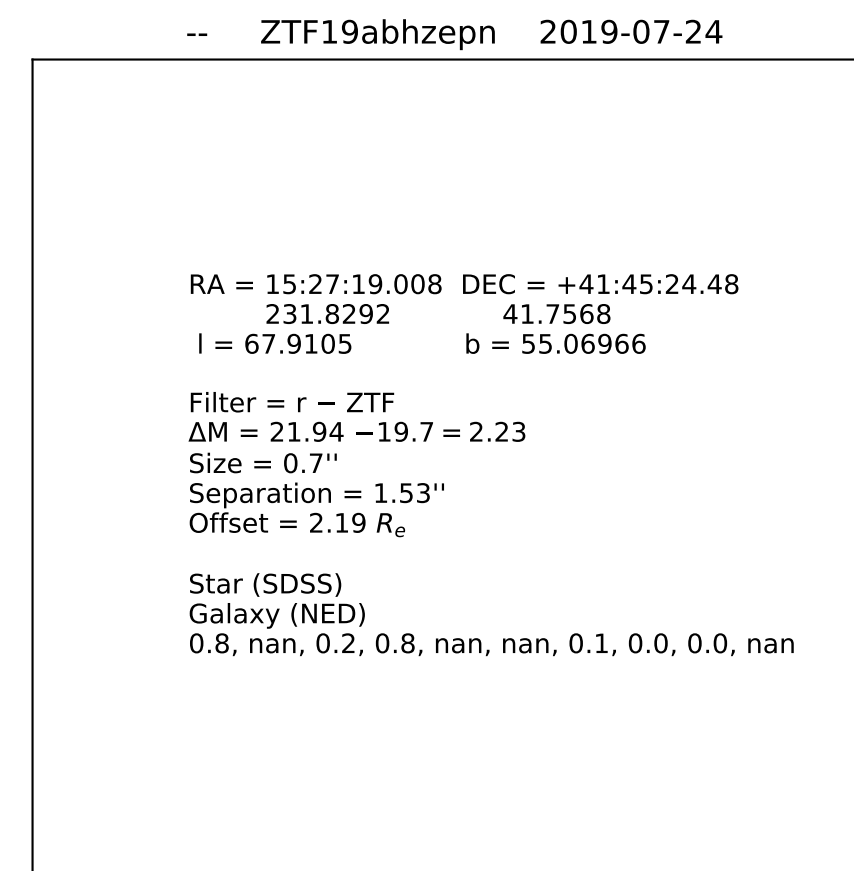 -- ZTF19abhzepn 2019-07-24
RA = 15:27:19.008 DEC = +41:45:24.48
231.8292 41.7568
l = 67.9105 b = 55.06966
Filter = r − ZTF
ΔM = 21.94 −19.7 = 2.23
Size = 0.7''
Separation = 1.53''
Offset = 2.19 Rₑ
Star (SDSS)
Galaxy (NED)
0.8, nan, 0.2, 0.8, nan, nan, 0.1, 0.0, 0.0, nan